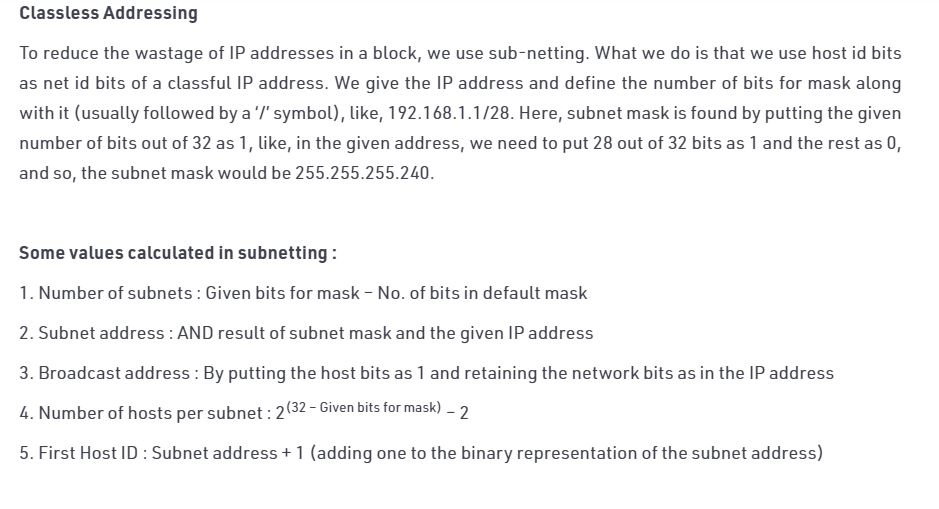 Classless Addressing
To reduce the wastage of IP addresses in a block, we use sub-netting. What we do is that we use host id bits
as net id bits of a classful IP address. We give the IP address and define the number of bits for mask along
with it (usually followed by a ‘/’ symbol), like, 192.168.1.1/28. Here, subnet mask is found by putting the given
number of bits out of 32 as 1, like, in the given address, we need to put 28 out of 32 bits as 1 and the rest as 0,
and so, the subnet mask would be 255.255.255.240.
Some values calculated in subnetting :
1. Number of subnets : Given bits for mask – No. of bits in default mask
2. Subnet address : AND result of subnet mask and the given IP address
3. Broadcast address : By putting the host bits as 1 and retaining the network bits as in the IP address
4. Number of hosts per subnet : 2(32 – Given bits for mask) – 2
5. First Host ID : Subnet address + 1 (adding one to the binary representation of the subnet address)